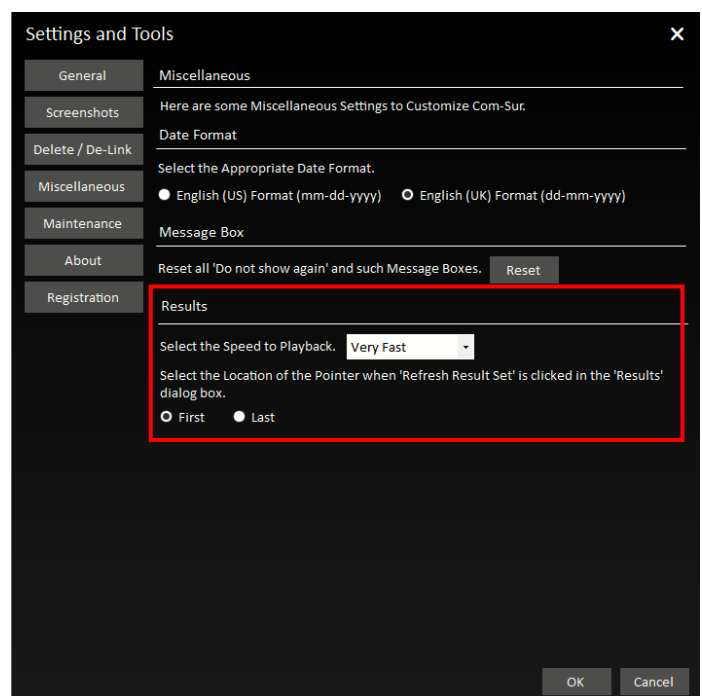 Settings and Tools
General
Screenshots
Delete / De-Link
Miscellaneous
Maintenance
About
Registration
Miscellaneous
Here are some Miscellaneous Settings to Customize Com-Sur.
Date Format
Select the Appropriate Date Format.
English (US) Format (mm-dd-yyyy) English (UK) Format (dd-mm-yyyy)
Message Box
Reset all 'Do not show again' and such Message Boxes. Reset
Results
Select the Speed to Playback. Very Fast
Select the Location of the Pointer when 'Refresh Result Set' is clicked in the 'Results'
dialog box.
First Last
OK Cancel